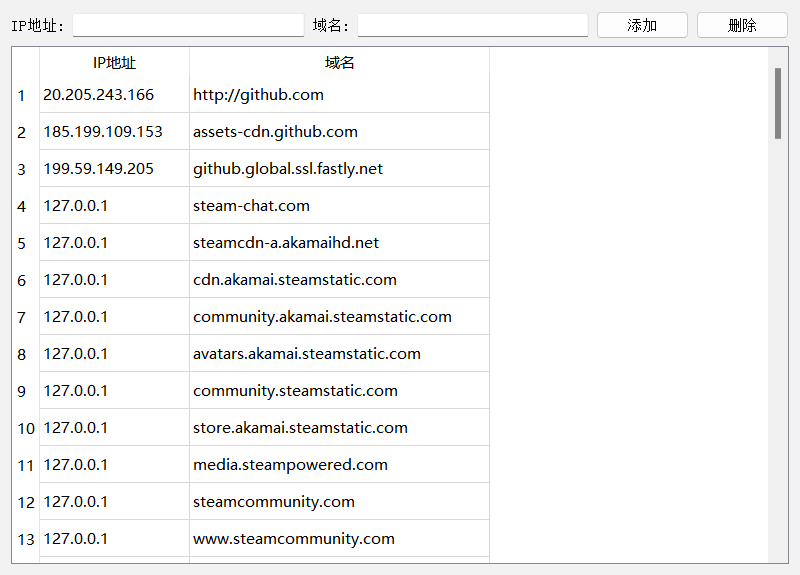 IP地址: 域名: 添加 删除
IP地址 域名
1 20.205.243.166 http://github.com
2 185.199.109.153 assets-cdn.github.com
3 199.59.149.205 github.global.ssl.fastly.net
4 127.0.0.1 steam-chat.com
5 127.0.0.1 steamcdn-a.akamaihd.net
6 127.0.0.1 cdn.akamai.steamstatic.com
7 127.0.0.1 community.akamai.steamstatic.com
8 127.0.0.1 avatars.akamai.steamstatic.com
9 127.0.0.1 community.steamstatic.com
10 127.0.0.1 store.akamai.steamstatic.com
11 127.0.0.1 media.steampowered.com
12 127.0.0.1 steamcommunity.com
13 127.0.0.1 www.steamcommunity.com